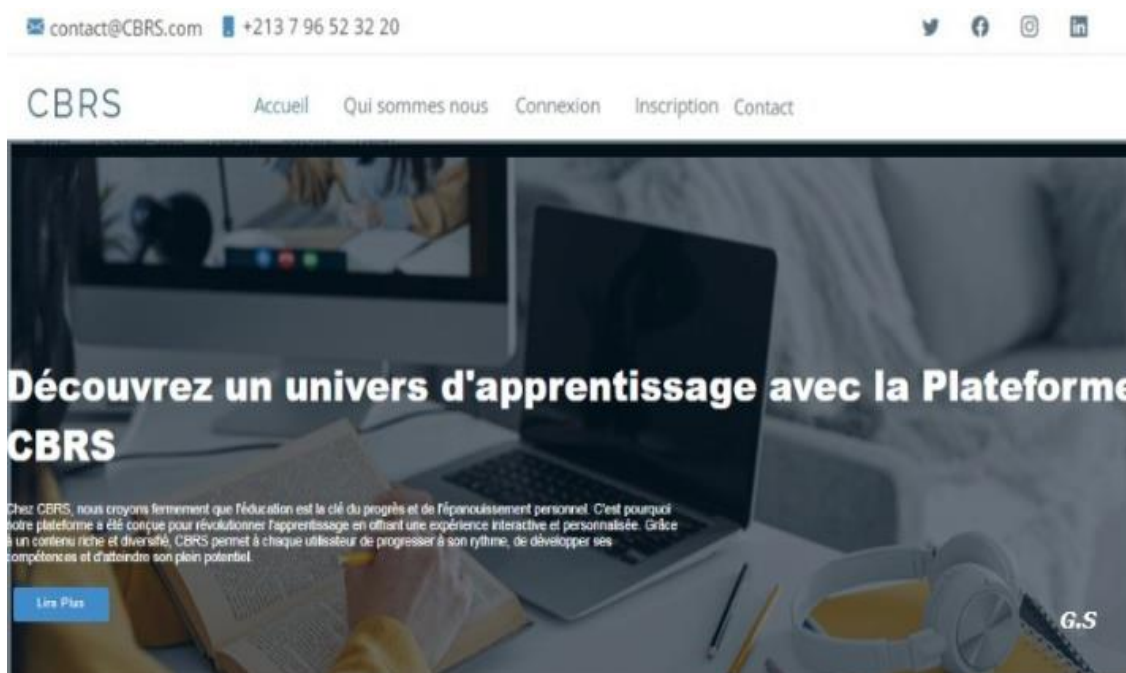 contact@CBRS.com +213 7 96 52 32 20
CBRS Accueil Qui sommes nous Connexion Inscription Contact
Découvrez un univers d'apprentissage avec la Plateforme
CBRS
Chez CBRS, nous croyons fermement que l'éducation est la clé du progrès et de l'épanouissement personnel. C'est pourquoi
notre plateforme a été conçue pour révolutionner l'apprentissage en offrant une expérience interactive et personnalisée. Grâce
à un contenu riche et diversifié, CBRS permet à chaque utilisateur de progresser à son rythme, de développer ses
compétences et d'atteindre son plein potentiel.
Lire Plus
G.S